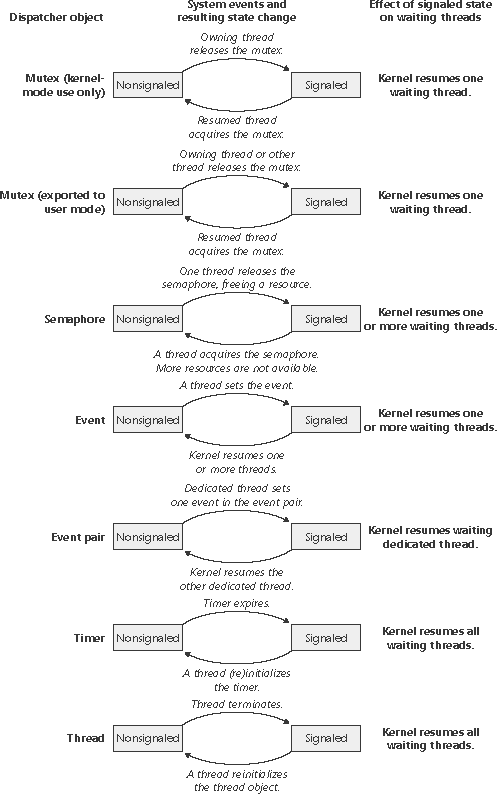 Dispatcher object
System events and
resulting state change
Effect of signaled state
on waiting threads
Owning thread
releases the mutex.
Mutex (kernel-
mode use only)
Nonsignaled
Signaled
Kernel resumes one
waiting thread.
Resumed thread
acquires the mutex.
Owning thread or other
thread releases the mutex.
Mutex (exported to
user mode)
Nonsignaled
Signaled
Kernel resumes one
waiting thread.
Resumed thread
acquires the mutex.
One thread releases the
semaphore, freeing a resource.
Semaphore
Nonsignaled
Signaled
Kernel resumes one
or more waiting threads.
A thread acquires the semaphore.
More resources are not available.
A thread sets the event.
Event
Nonsignaled
Signaled
Kernel resumes one
or more waiting threads.
Kernel resumes one
or more threads.
Dedicated thread sets
one event in the event pair.
Event pair
Nonsignaled
Signaled
Kernel resumes waiting
dedicated thread.
Kernel resumes the
other dedicated thread.
Timer expires.
Timer
Nonsignaled
Signaled
Kernel resumes all
waiting threads.
A thread (re)initializes
the timer.
Thread terminates.
Thread
Nonsignaled
Signaled
Kernel resumes all
waiting threads.
A thread reinitializes
the thread object.